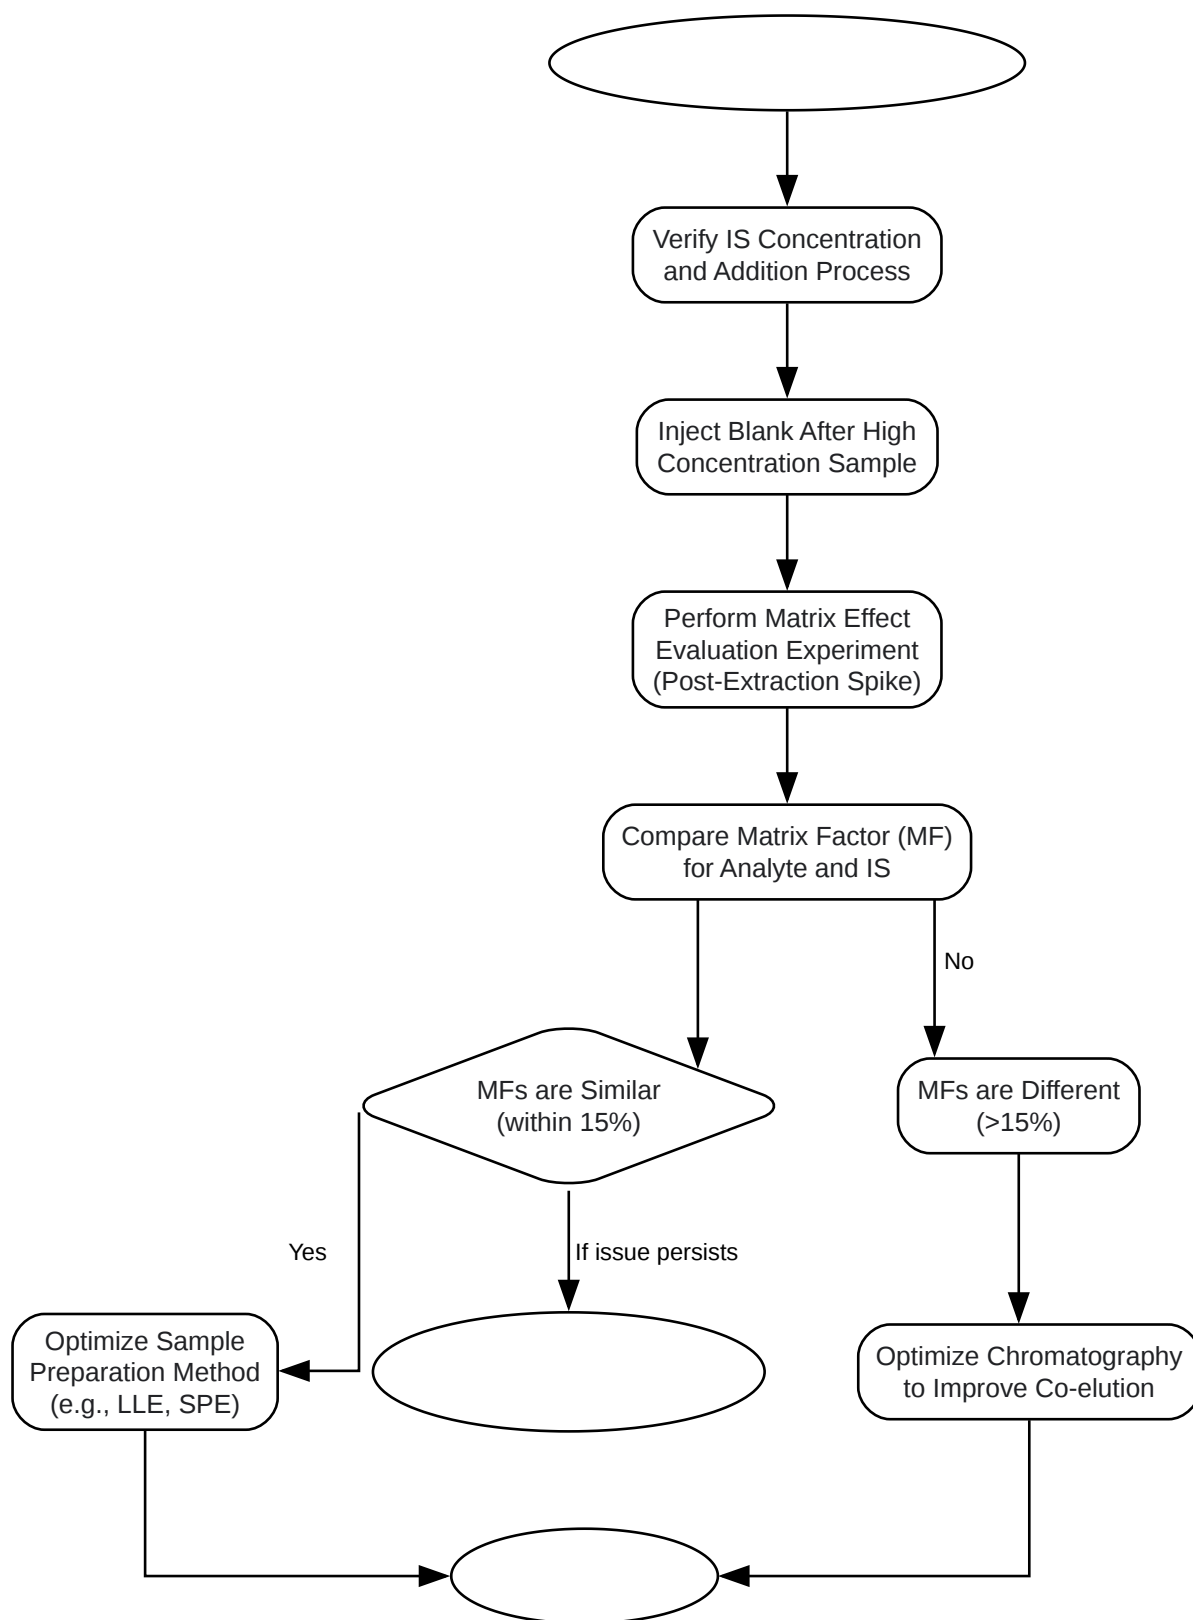 Verify IS Concentration
and Addition Process
Inject Blank After High
Concentration Sample
Perform Matrix Effect
Evaluation Experiment
(Post-Extraction Spike)
Compare Matrix Factor (MF)
for Analyte and IS
No
MFs are Similar
(within 15%)
MFs are Different
(>15%)
Yes
If issue persists
Optimize Sample
Preparation Method
(e.g., LLE, SPE)
Optimize Chromatography
to Improve Co-elution